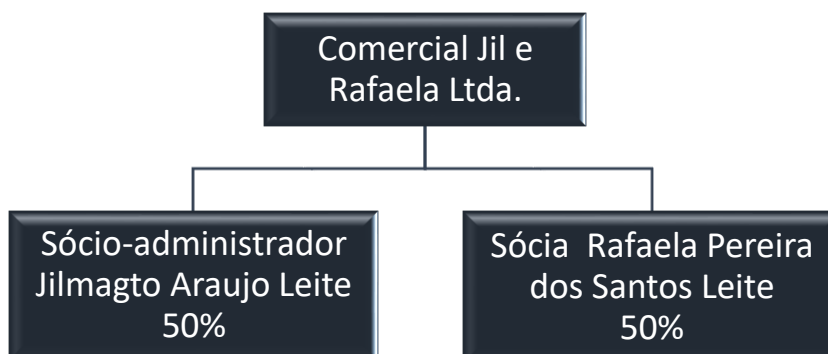 Comercial Jil e
Rafaela Ltda.
Sócio-administrador
Jilmagto Araujo Leite
50%
Sócia  Rafaela Pereira
dos Santos Leite
50%